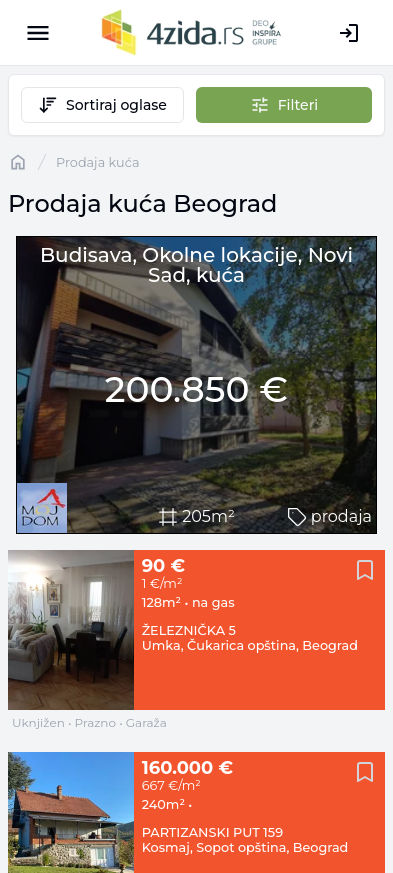 4zida.rs
DEO
INSPIRA
GRUPE
Sortiraj oglase
Filteri
/ Prodaja kuća
Prodaja kuća Beograd
Budisava, Okolne lokacije, Novi
Sad, kuća
200.850 €
MOJ
DOM
205m²
prodaja
90 €
1 €/m²
128m² • na gas
ŽELEZNIČKA 5
Umka, Čukarica opština, Beograd
Uknjižen • Prazno • Garaža
160.000 €
667 €/m²
240m² •
PARTIZANSKI PUT 159
Kosmaj, Sopot opština, Beograd